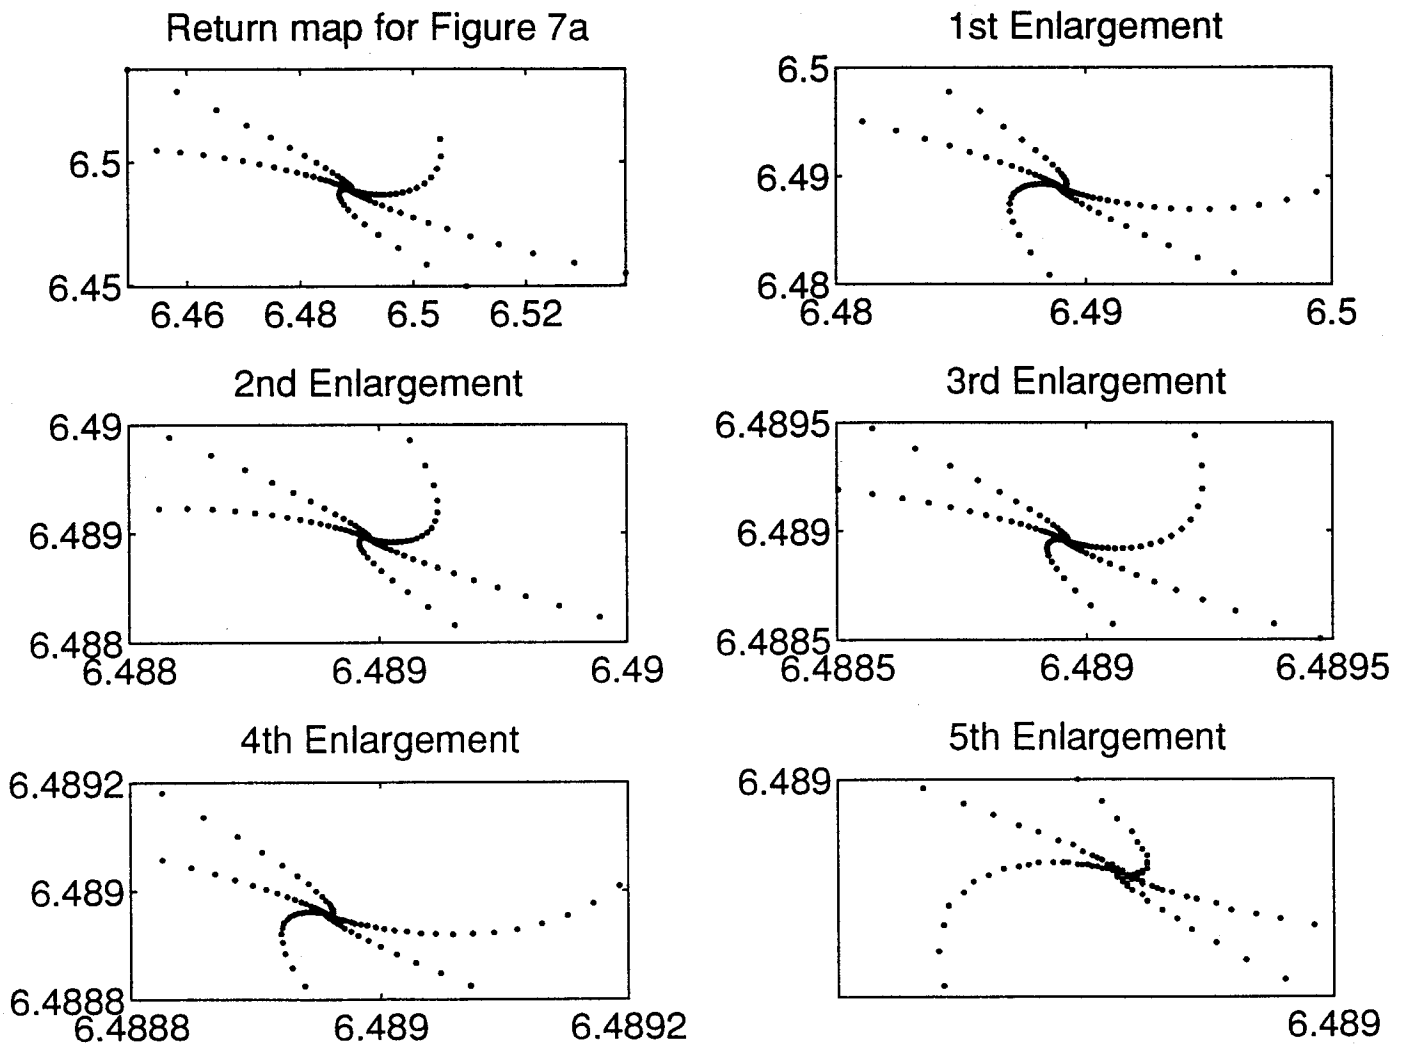 Return map for Figure 7a
6.5
6.45
6.46 6.48 6.5 6.52
1st Enlargement
6.5
6.49
6.48
6.48 6.49 6.5
2nd Enlargement
6.49
6.489
6.488
6.488 6.489 6.49
3rd Enlargement
6.4895
6.489
6.4885
6.4885 6.489 6.4895
4th Enlargement
6.4892
6.489
6.4888
6.4888 6.489 6.4892
5th Enlargement
6.489
6.489